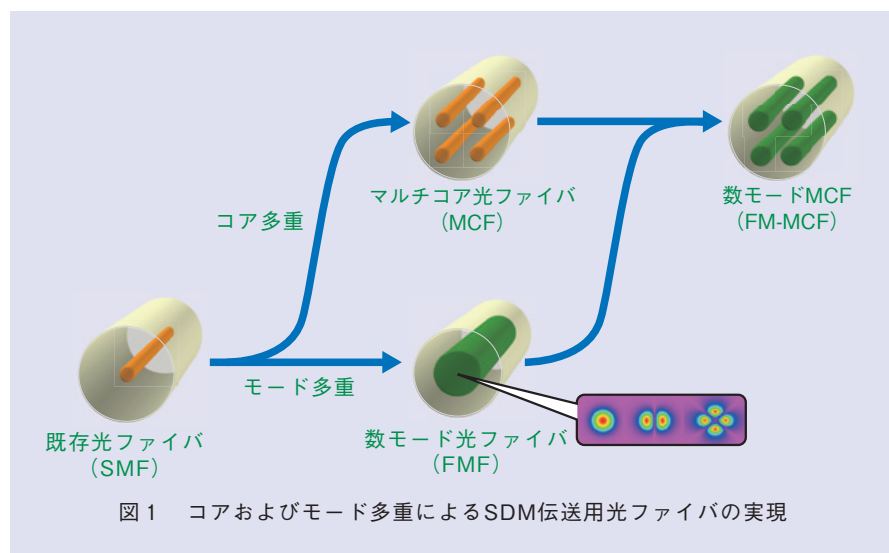 マルチコア光ファイバ
（MCF）
数モードMCF
（FM-MCF）
コア多重
モード多重
既存光ファイバ
（SMF）
数モード光ファイバ
（FMF）
図1　コアおよびモード多重によるSDM伝送用光ファイバの実現